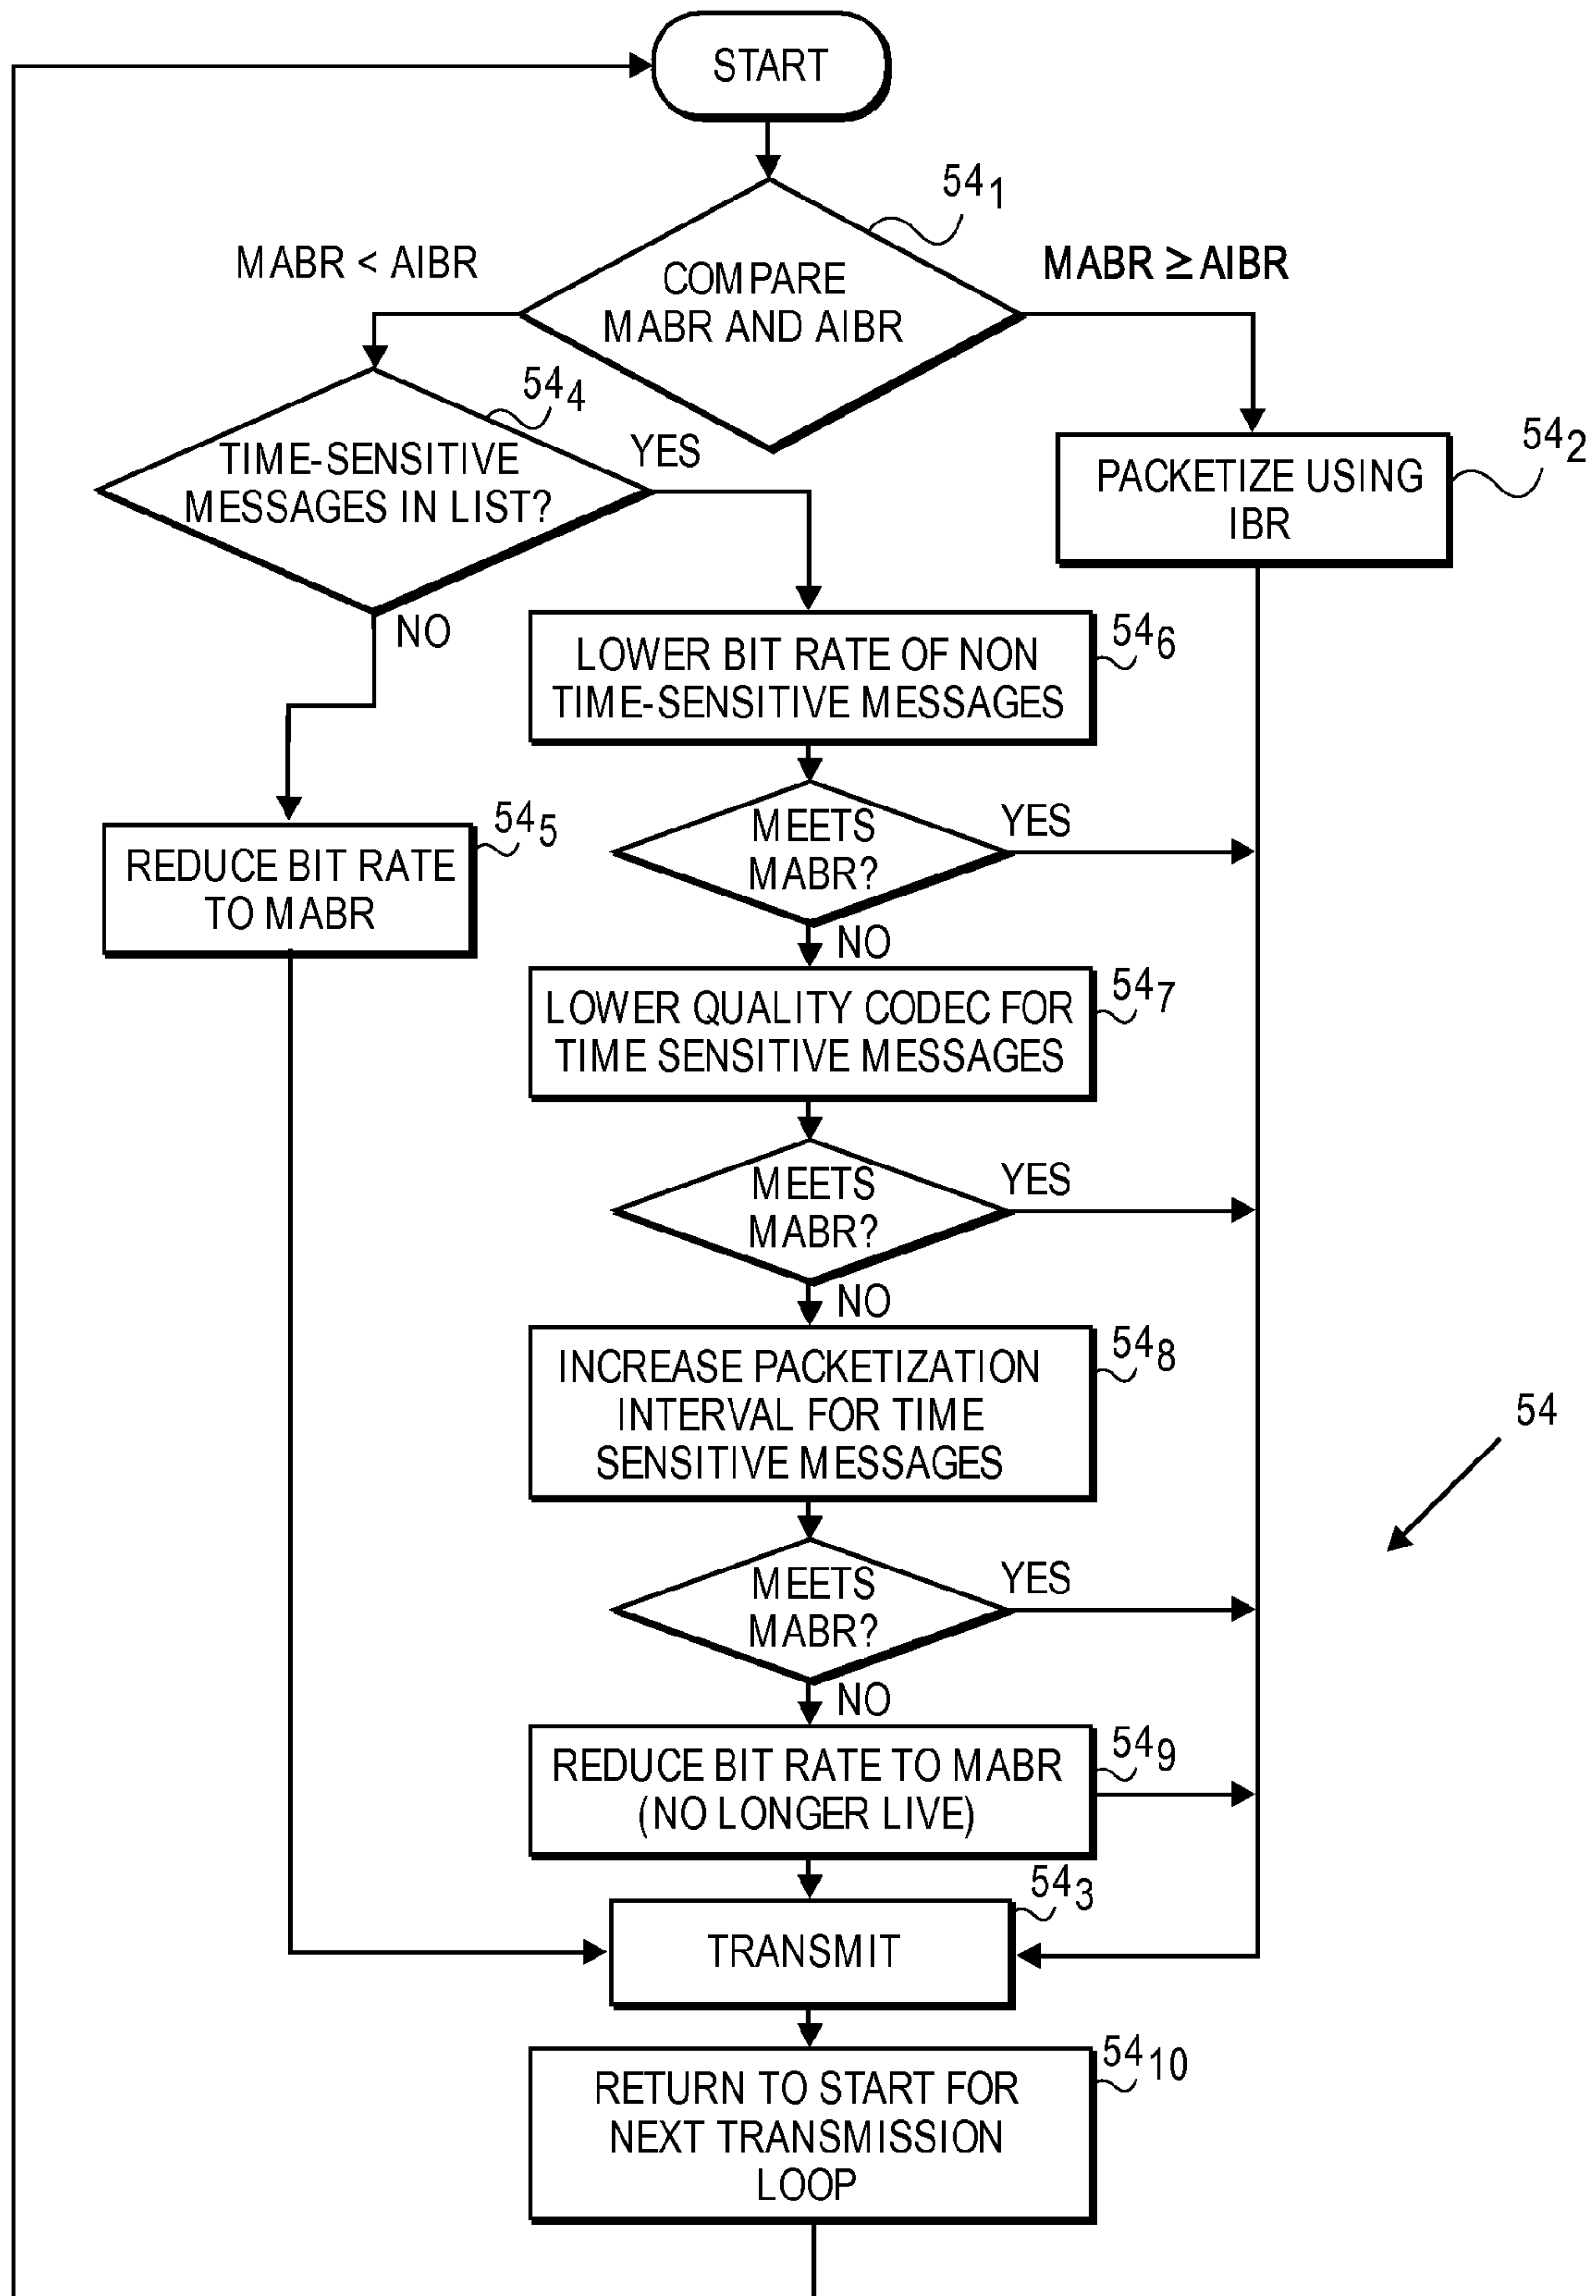 START
54₁
MABR < AIBR
MABR ≥ AIBR
COMPARE
MABR AND AIBR
54₄
TIME-SENSITIVE
MESSAGES IN LIST?
YES
NO
54₂
PACKETIZE USING
IBR
54₆
LOWER BIT RATE OF NON
TIME-SENSITIVE MESSAGES
54₅
REDUCE BIT RATE
TO MABR
MEETS
MABR?
YES
NO
54₇
LOWER QUALITY CODEC FOR
TIME SENSITIVE MESSAGES
MEETS
MABR?
YES
NO
54₈
INCREASE PACKETIZATION
INTERVAL FOR TIME
SENSITIVE MESSAGES
54
MEETS
MABR?
YES
NO
54₉
REDUCE BIT RATE TO MABR
(NO LONGER LIVE)
54₃
TRANSMIT
54₁₀
RETURN TO START FOR
NEXT TRANSMISSION
LOOP